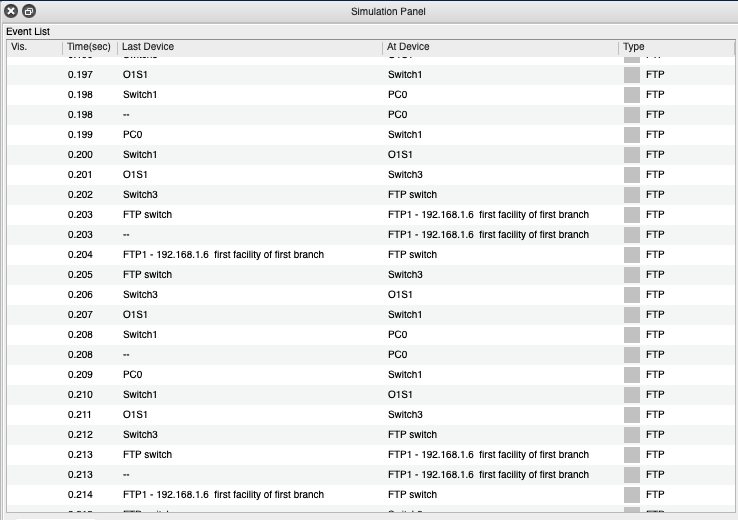 Simulation Panel
Event List
Vis. Time(sec) Last Device At Device Type
0.197 O1S1 Switch1 FTP
0.198 Switch1 PC0 FTP
0.198 -- PC0 FTP
0.199 PC0 Switch1 FTP
0.200 Switch1 O1S1 FTP
0.201 O1S1 Switch3 FTP
0.202 Switch3 FTP switch FTP
0.203 FTP switch FTP1 - 192.168.1.6 first facility of first branch FTP
0.203 -- FTP1 - 192.168.1.6 first facility of first branch FTP
0.204 FTP1 - 192.168.1.6 first facility of first branch FTP switch FTP
0.205 FTP switch Switch3 FTP
0.206 Switch3 O1S1 FTP
0.207 O1S1 Switch1 FTP
0.208 Switch1 PC0 FTP
0.208 -- PC0 FTP
0.209 PC0 Switch1 FTP
0.210 Switch1 O1S1 FTP
0.211 O1S1 Switch3 FTP
0.212 Switch3 FTP switch FTP
0.213 FTP switch FTP1 - 192.168.1.6 first facility of first branch FTP
0.213 -- FTP1 - 192.168.1.6 first facility of first branch FTP
0.214 FTP1 - 192.168.1.6 first facility of first branch FTP switch FTP